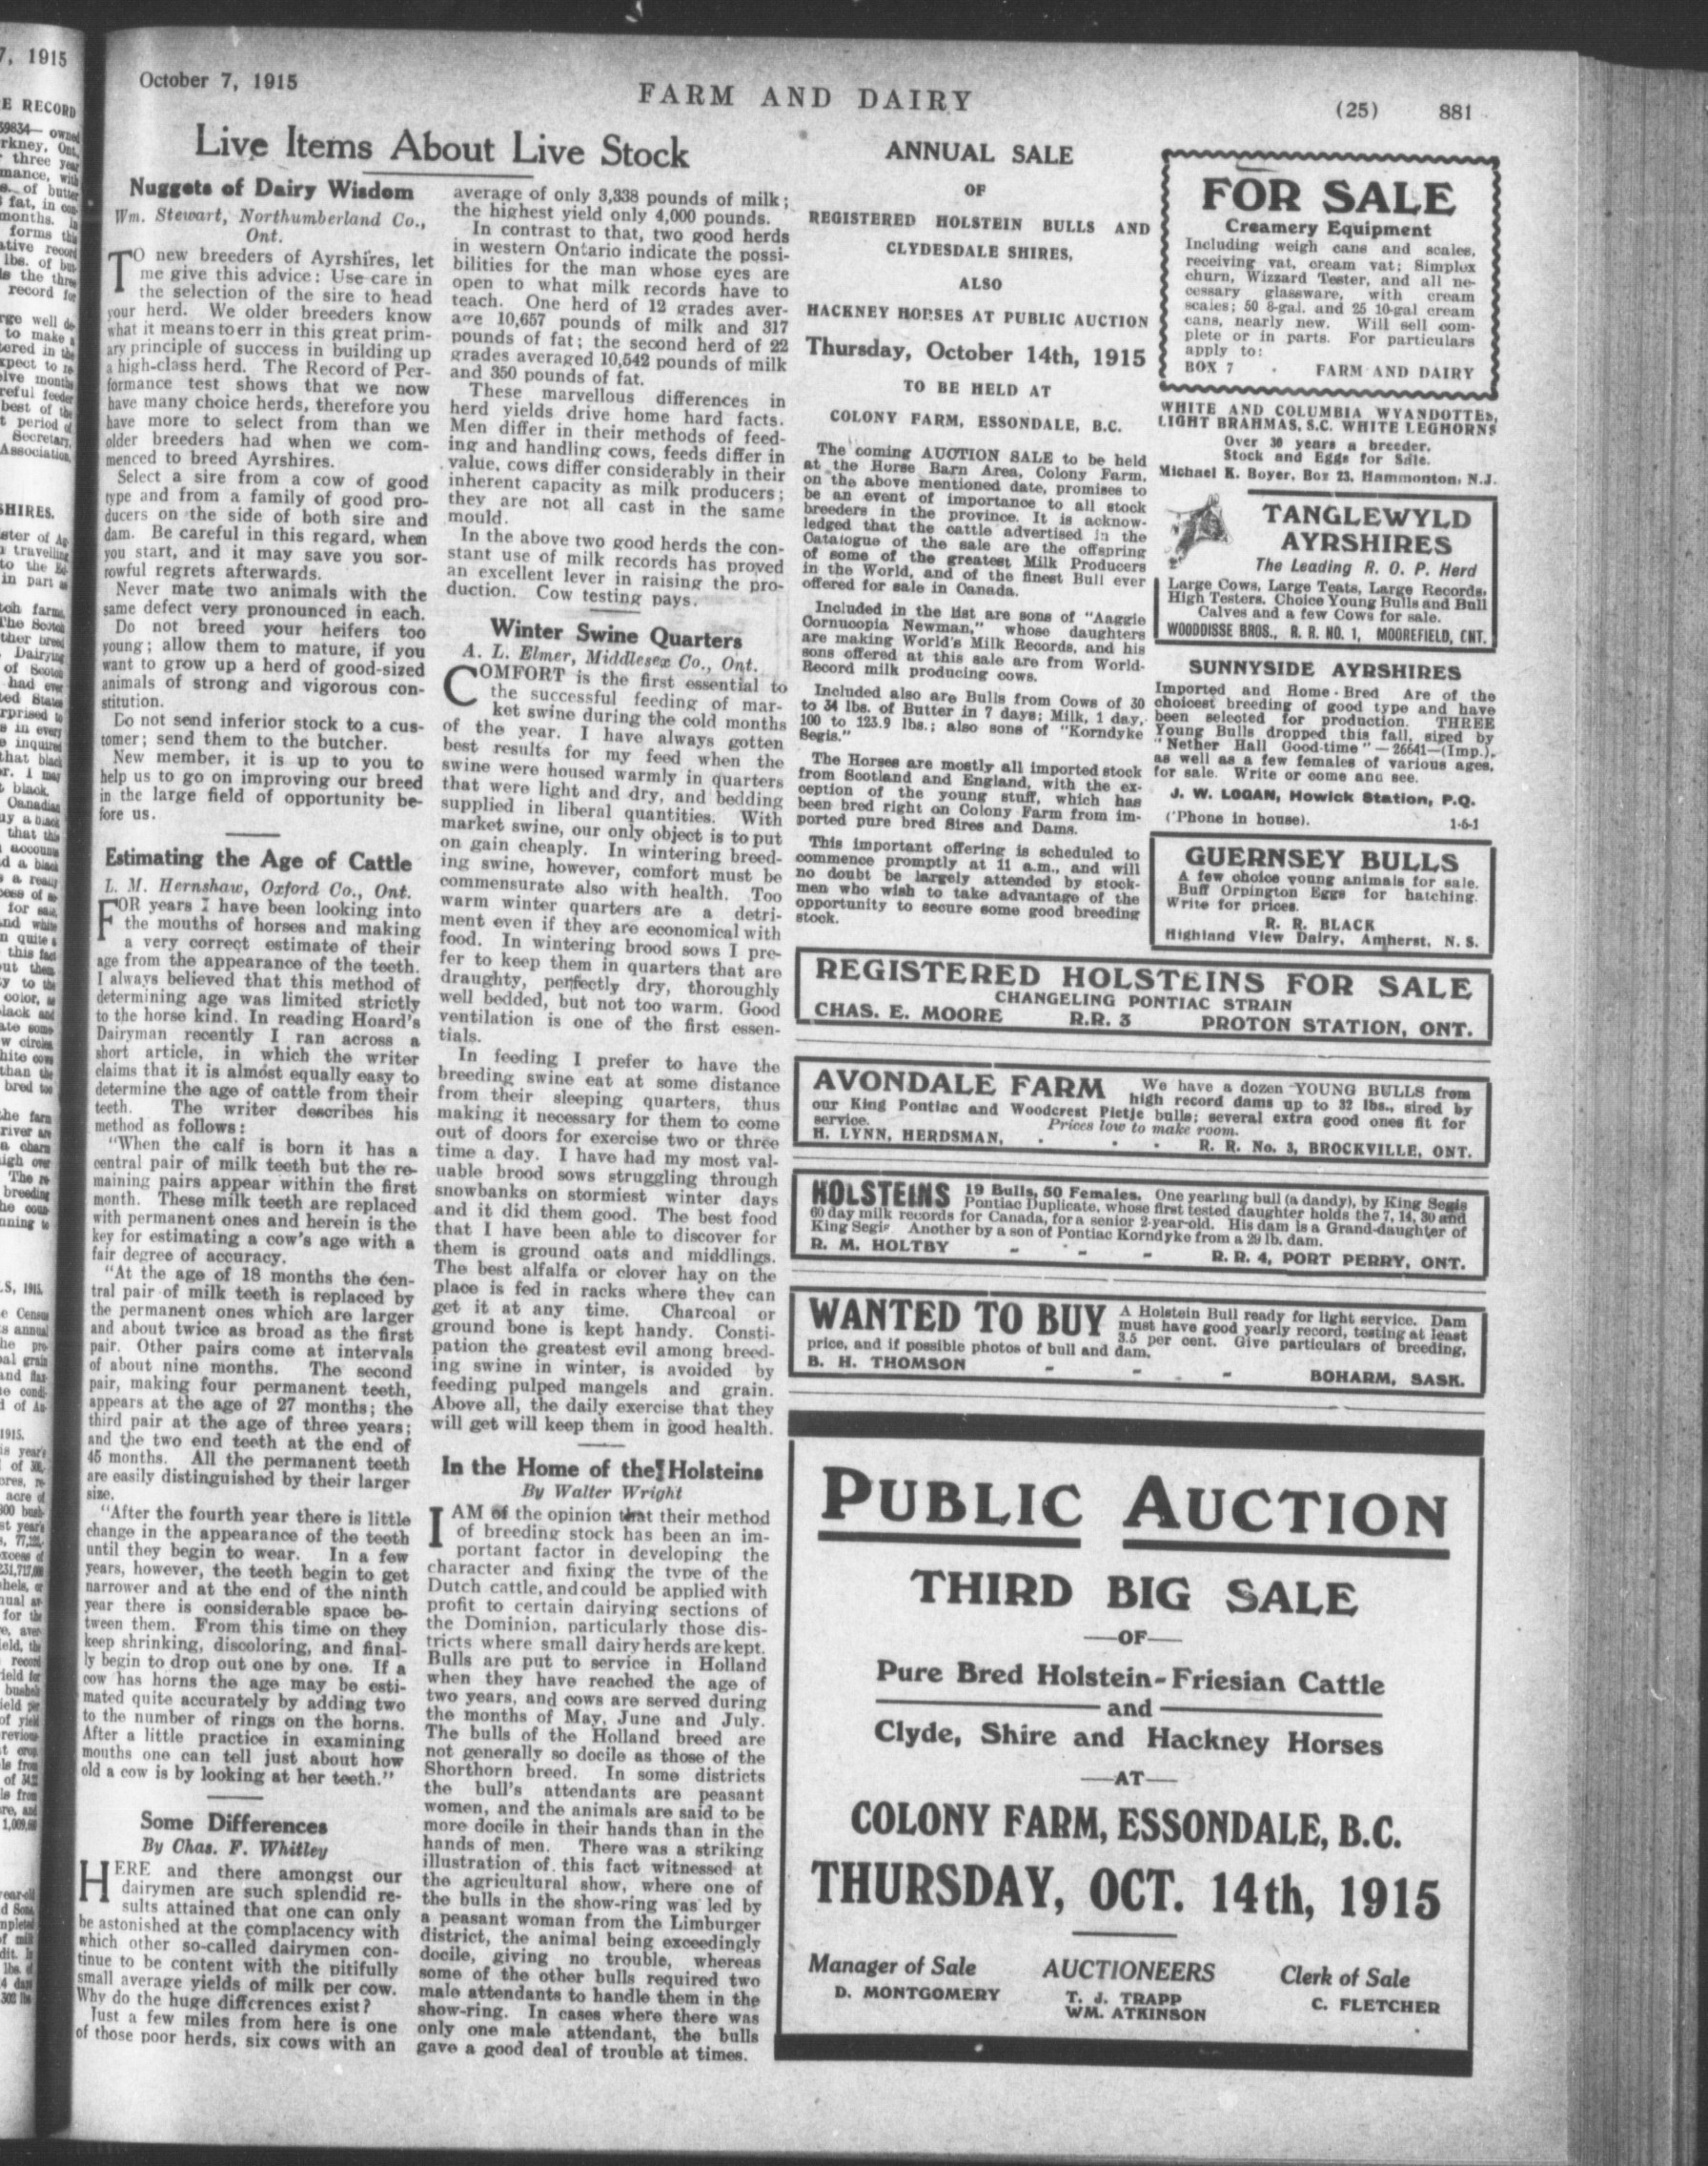 October 7, 1915
FARM AND DAIRY
(25) 881
Live Items About Live Stock
Nuggets of Dairy Wisdom
Wm. Stewart, Northumberland Co.,
Ont.
TO new breeders of Ayrshires, let
me give this advice: Use care in
the selection of the sire to head
your herd. We older breeders know
what it means to err in this great prim-
ary principle of success in building up
a high-class herd. The Record of Per-
formance test shows that we now
have many choice herds, therefore you
have more to select from than we
older breeders had when we com-
menced to breed Ayrshires.
Select a sire from a cow of good
type and from a family of good pro-
ducers on the side of both sire and
dam. Be careful in this regard, when
you start, and it may save you sor-
rowful regrets afterwards.
Never mate two animals with the
same defect very pronounced in each.
Do not breed your heifers too
young; allow them to mature, if you
want to grow up a herd of good-sized
animals of strong and vigorous con-
stitution.
Do not send inferior stock to a cus-
tomer; send them to the butcher.
New member, it is up to you to
help us to go on improving our breed
in the large field of opportunity be-
fore us.
Estimating the Age of Cattle
L. M. Hernshaw, Oxford Co., Ont.
FOR years I have been looking into
the mouths of horses and making
a very correct estimate of their
age from the appearance of the teeth.
I always believed that this method of
determining age was limited strictly
to the horse kind. In reading Hoard's
Dairyman recently I ran across a
short article, in which the writer
claims that it is almost equally easy to
determine the age of cattle from their
teeth. The writer describes his
method as follows:
"When the calf is born it has a
central pair of milk teeth but the re-
maining pairs appear within the first
month. These milk teeth are replaced
with permanent ones and herein is the
key for estimating a cow's age with a
fair degree of accuracy.
"At the age of 18 months the cen-
tral pair of milk teeth is replaced by
the permanent ones which are larger
and about twice as broad as the first
pair. Other pairs come at intervals
of about nine months. The second
pair, making four permanent teeth,
appears at the age of 27 months; the
third pair at the age of three years;
and the two end teeth at the end of
45 months. All the permanent teeth
are easily distinguished by their larger
size.
"After the fourth year there is little
change in the appearance of the teeth
until they begin to wear. In a few
years, however, the teeth begin to get
narrower and at the end of the ninth
year there is considerable space be-
tween them. From this time on they
keep shrinking, discoloring, and final-
ly begin to drop out one by one. If a
cow has horns the age may be esti-
mated quite accurately by adding two
to the number of rings on the horns.
After a little practice in examining
mouths one can tell just about how
old a cow is by looking at her teeth."
Some Differences
By Chas. F. Whitley
HERE and there amongst our
dairymen are such splendid re-
sults attained that one can only
be astonished at the complacency with
which other so-called dairymen con-
tinue to be content with the pitifully
small average yields of milk per cow.
Why do the huge differences exist?
Just a few miles from here is one
of those poor herds, six cows with an
average of only 3,338 pounds of milk;
the highest yield only 4,000 pounds.
In contrast to that, two good herds
in western Ontario indicate the possi-
bilities for the man whose eyes are
open to what milk records have to
teach. One herd of 12 grades aver-
age 10,657 pounds of milk and 317
pounds of fat; the second herd of 22
grades averaged 10,542 pounds of milk
and 350 pounds of fat.
These marvellous differences in
herd yields drive home hard facts.
Men differ in their methods of feed-
ing and handling cows, feeds differ in
value, cows differ considerably in their
inherent capacity as milk producers;
they are not all cast in the same
mould.
In the above two good herds the con-
stant use of milk records has proved
an excellent lever in raising the pro-
duction. Cow testing pays.
Winter Swine Quarters
A. L. Elmer, Middlesex Co., Ont.
COMFORT is the first essential to
the successful feeding of mar-
ket swine during the cold months
of the year. I have always gotten
best results for my feed when the
swine were housed warmly in quarters
that were light and dry, and bedding
supplied in liberal quantities. With
market swine, our only object is to put
on gain cheaply. In wintering breed-
ing swine, however, comfort must be
commensurate also with health. Too
warm winter quarters are a detri-
ment even if they are economical with
food. In wintering brood sows I pre-
fer to keep them in quarters that are
draughty, perfectly dry, thoroughly
well bedded, but not too warm. Good
ventilation is one of the first essen-
tials.
In feeding I prefer to have the
breeding swine eat at some distance
from their sleeping quarters, thus
making it necessary for them to come
out of doors for exercise two or three
time a day. I have had my most val-
uable brood sows struggling through
snowbanks on stormiest winter days
and it did them good. The best food
that I have been able to discover for
them is ground oats and middlings.
The best alfalfa or clover hay on the
place is fed in racks where they can
get it at any time. Charcoal or
ground bone is kept handy. Consti-
pation the greatest evil among breed-
ing swine in winter, is avoided by
feeding pulped mangels and grain.
Above all, the daily exercise that they
will get will keep them in good health.
In the Home of the Holsteins
By Walter Wright
I AM of the opinion that their method
of breeding stock has been an im-
portant factor in developing the
character and fixing the type of the
Dutch cattle, and could be applied with
profit to certain dairying sections of
the Dominion, particularly those dis-
tricts where small dairy herds are kept.
Bulls are put to service in Holland
when they have reached the age of
two years, and cows are served during
the months of May, June and July.
The bulls of the Holland breed are
not generally so docile as those of the
Shorthorn breed. In some districts
the bull's attendants are peasant
women, and the animals are said to be
more docile in their hands than in the
hands of men. There was a striking
illustration of this fact witnessed at
the agricultural show, where one of
the bulls in the show-ring was led by
a peasant woman from the Limburger
district, the animal being exceedingly
docile, giving no trouble, whereas
some of the other bulls required two
male attendants to handle them in the
show-ring. In cases where there was
only one male attendant, the bulls
gave a good deal of trouble at times.
ANNUAL SALE
OF
REGISTERED HOLSTEIN BULLS AND
CLYDESDALE SHIRES,
ALSO
HACKNEY HORSES AT PUBLIC AUCTION
Thursday, October 14th, 1915
TO BE HELD AT
COLONY FARM, ESSONDALE, B.C.
The coming AUCTION SALE to be held
at the Horse Barn Area, Colony Farm,
on the above mentioned date, promises to
be an event of importance to all stock
breeders in the province. It is acknow-
ledged that the cattle advertised in the
Catalogue of the sale are the offspring
of some of the greatest Milk Producers
in the World, and of the finest Bull ever
offered for sale in Canada.
Included in the list are sons of "Aaggie
Cornucopia Newman," whose daughters
are making World's Milk Records, and his
sons offered at this sale are from World-
Record milk producing cows.
Included also are Bulls from Cows of 30
to 34 lbs. of Butter in 7 days; Milk, 1 day,
100 to 123.9 lbs.; also sons of "Korndyke
Segis."
The Horses are mostly all imported stock
from Scotland and England, with the ex-
ception of the young stuff, which has
been bred right on Colony Farm from im-
ported pure bred Sires and Dams.
This important offering is scheduled to
commence promptly at 11 a.m., and will
no doubt be largely attended by stock-
men who wish to take advantage of the
opportunity to secure some good breeding
stock.
FOR SALE
Creamery Equipment
Including weigh cans and scales,
receiving vat, cream vat; Simplex
churn, Wizzard Tester, and all ne-
cessary glassware, with cream
scales; 50 8-gal. and 25 10-gal cream
cans, nearly new. Will sell com-
plete or in parts. For particulars
apply to:
BOX 7 - FARM AND DAIRY
WHITE AND COLUMBIA WYANDOTTES,
LIGHT BRAHMAS, S.C. WHITE LEGHORNS
Over 30 years a breeder.
Stock and Eggs for Sale.
Michael K. Boyer, Box 23, Hammonton, N.J.
TANGLEWYLD
AYRSHIRES
The Leading R. O. P. Herd
Large Cows, Large Teats, Large Records,
High Testers. Choice Young Bulls and Bull
Calves and a few Cows for sale.
WOODDISSE BROS., R. R. NO. 1, MOOREFIELD, ONT.
SUNNYSIDE AYRSHIRES
Imported and Home-Bred Are of the
choicest breeding of good type and have
been selected for production. THREE
Young Bulls dropped this fall, sired by
"Nether Hall Good-time"—26641—(Imp.),
as well as a few females of various ages,
for sale. Write or come and see.
J. W. LOGAN, Howick Station, P.Q.
('Phone in house). 1-6-1
GUERNSEY BULLS
A few choice young animals for sale.
Buff Orpington Eggs for hatching.
Write for prices.
R. R. BLACK
Highland View Dairy, Amherst, N. S.
REGISTERED HOLSTEINS FOR SALE
CHANGELING PONTIAC STRAIN
CHAS. E. MOORE R.R. 3 PROTON STATION, ONT.
AVONDALE FARM We have a dozen YOUNG BULLS from
high record dams up to 32 lbs., sired by
our King Pontiac and Woodcrest Pietje bulls; several extra good ones fit for
service. Prices low to make room.
H. LYNN, HERDSMAN, - - - R. R. No. 3, BROCKVILLE, ONT.
HOLSTEINS 19 Bulls, 50 Females. One yearling bull (a dandy), by King Segis
Pontiac Duplicate, whose first tested daughter holds the 7, 14, 30 and
60 day milk records for Canada, for a senior 2-year-old. His dam is a Grand-daughter of
King Segis. Another by a son of Pontiac Korndyke from a 29 lb. dam.
R. M. HOLTBY - - - R. R. 4, PORT PERRY, ONT.
WANTED TO BUY A Holstein Bull ready for light service. Dam
must have good yearly record, testing at least
3.5 per cent. Give particulars of breeding,
price, and if possible photos of bull and dam.
B. H. THOMSON - - - BOHARM, SASK.
PUBLIC AUCTION
THIRD BIG SALE
—OF—
Pure Bred Holstein-Friesian Cattle
and
Clyde, Shire and Hackney Horses
—AT—
COLONY FARM, ESSONDALE, B.C.
THURSDAY, OCT. 14th, 1915
Manager of Sale
D. MONTGOMERY
AUCTIONEERS
T. J. TRAPP
WM. ATKINSON
Clerk of Sale
C. FLETCHER